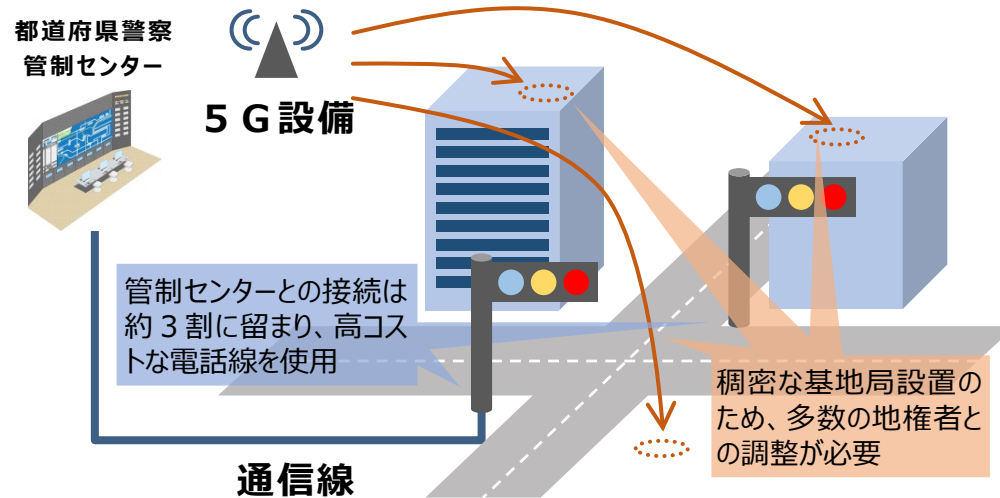 都道府県警察
管制センター
５Ｇ設備
管制センターとの接続は
約３割に留まり、高コス
トな電話線を使用
稠密な基地局設置の
ため、多数の地権者と
の調整が必要
通信線